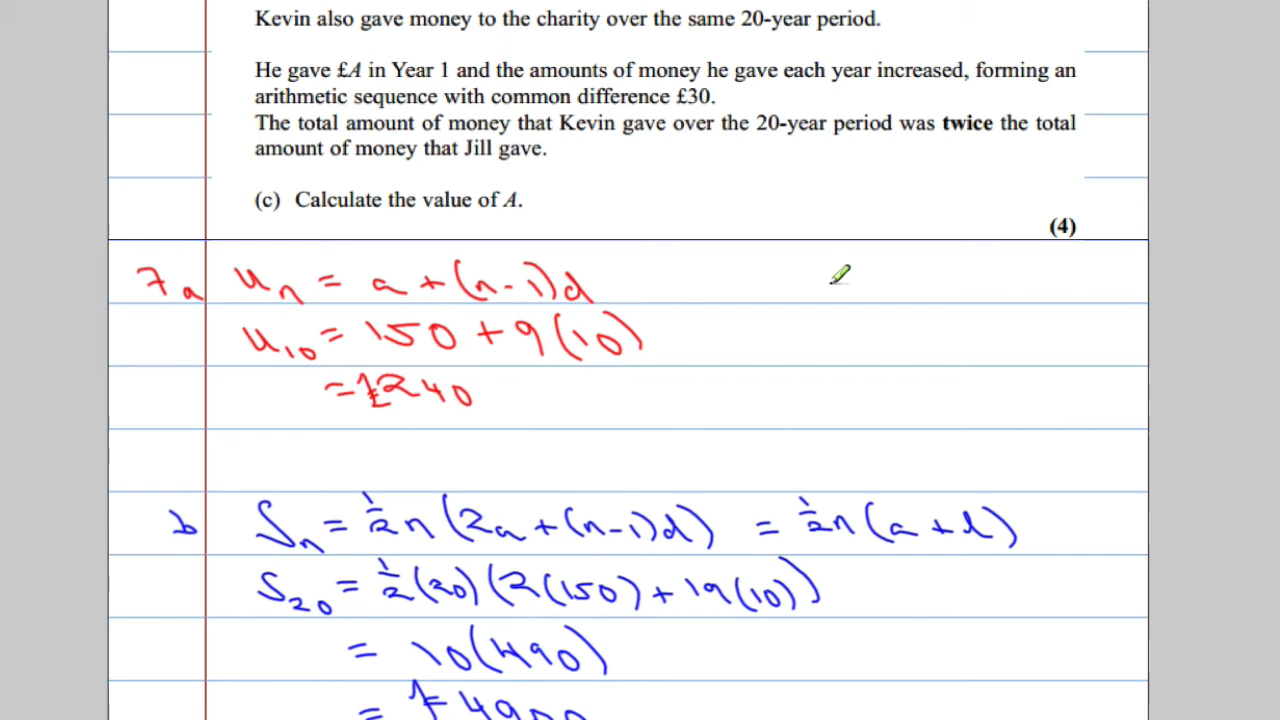 Kevin also gave money to the charity over the same 20-year period.
He gave £A in Year 1 and the amounts of money he gave each year increased, forming an
arithmetic sequence with common difference £30.
The total amount of money that Kevin gave over the 20-year period was twice the total
amount of money that Jill gave.
(c) Calculate the value of A.
(4)
7a uₙ = a + (n-1)d
u₁₀ = 150 + 9(10)
= £240
b Sₙ = ½n(2a + (n-1)d) = ½n(a + l)
S₂₀ = ½(20)(2(150) + 19(10))
= 10(490)
= £4900